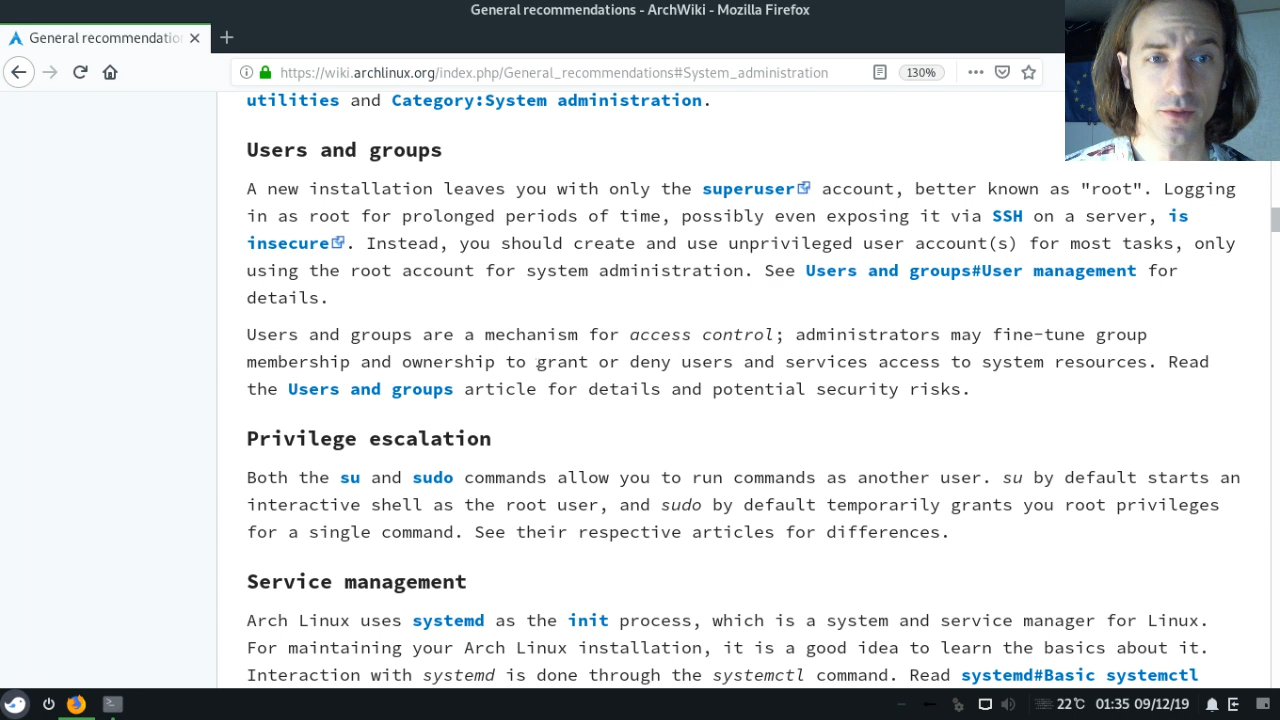 General recommendations - ArchWiki - Mozilla Firefox
General recommendatio
https://wiki.archlinux.org/index.php/General_recommendations#System_administration
130%
utilities and Category:System administration.
Users and groups
A new installation leaves you with only the superuser account, better known as "root". Logging
in as root for prolonged periods of time, possibly even exposing it via SSH on a server, is
insecure. Instead, you should create and use unprivileged user account(s) for most tasks, only
using the root account for system administration. See Users and groups#User management for
details.
Users and groups are a mechanism for access control; administrators may fine-tune group
membership and ownership to grant or deny users and services access to system resources. Read
the Users and groups article for details and potential security risks.
Privilege escalation
Both the su and sudo commands allow you to run commands as another user. su by default starts an
interactive shell as the root user, and sudo by default temporarily grants you root privileges
for a single command. See their respective articles for differences.
Service management
Arch Linux uses systemd as the init process, which is a system and service manager for Linux.
For maintaining your Arch Linux installation, it is a good idea to learn the basics about it.
Interaction with systemd is done through the systemctl command. Read systemd#Basic systemctl
22℃ 01:35 09/12/19